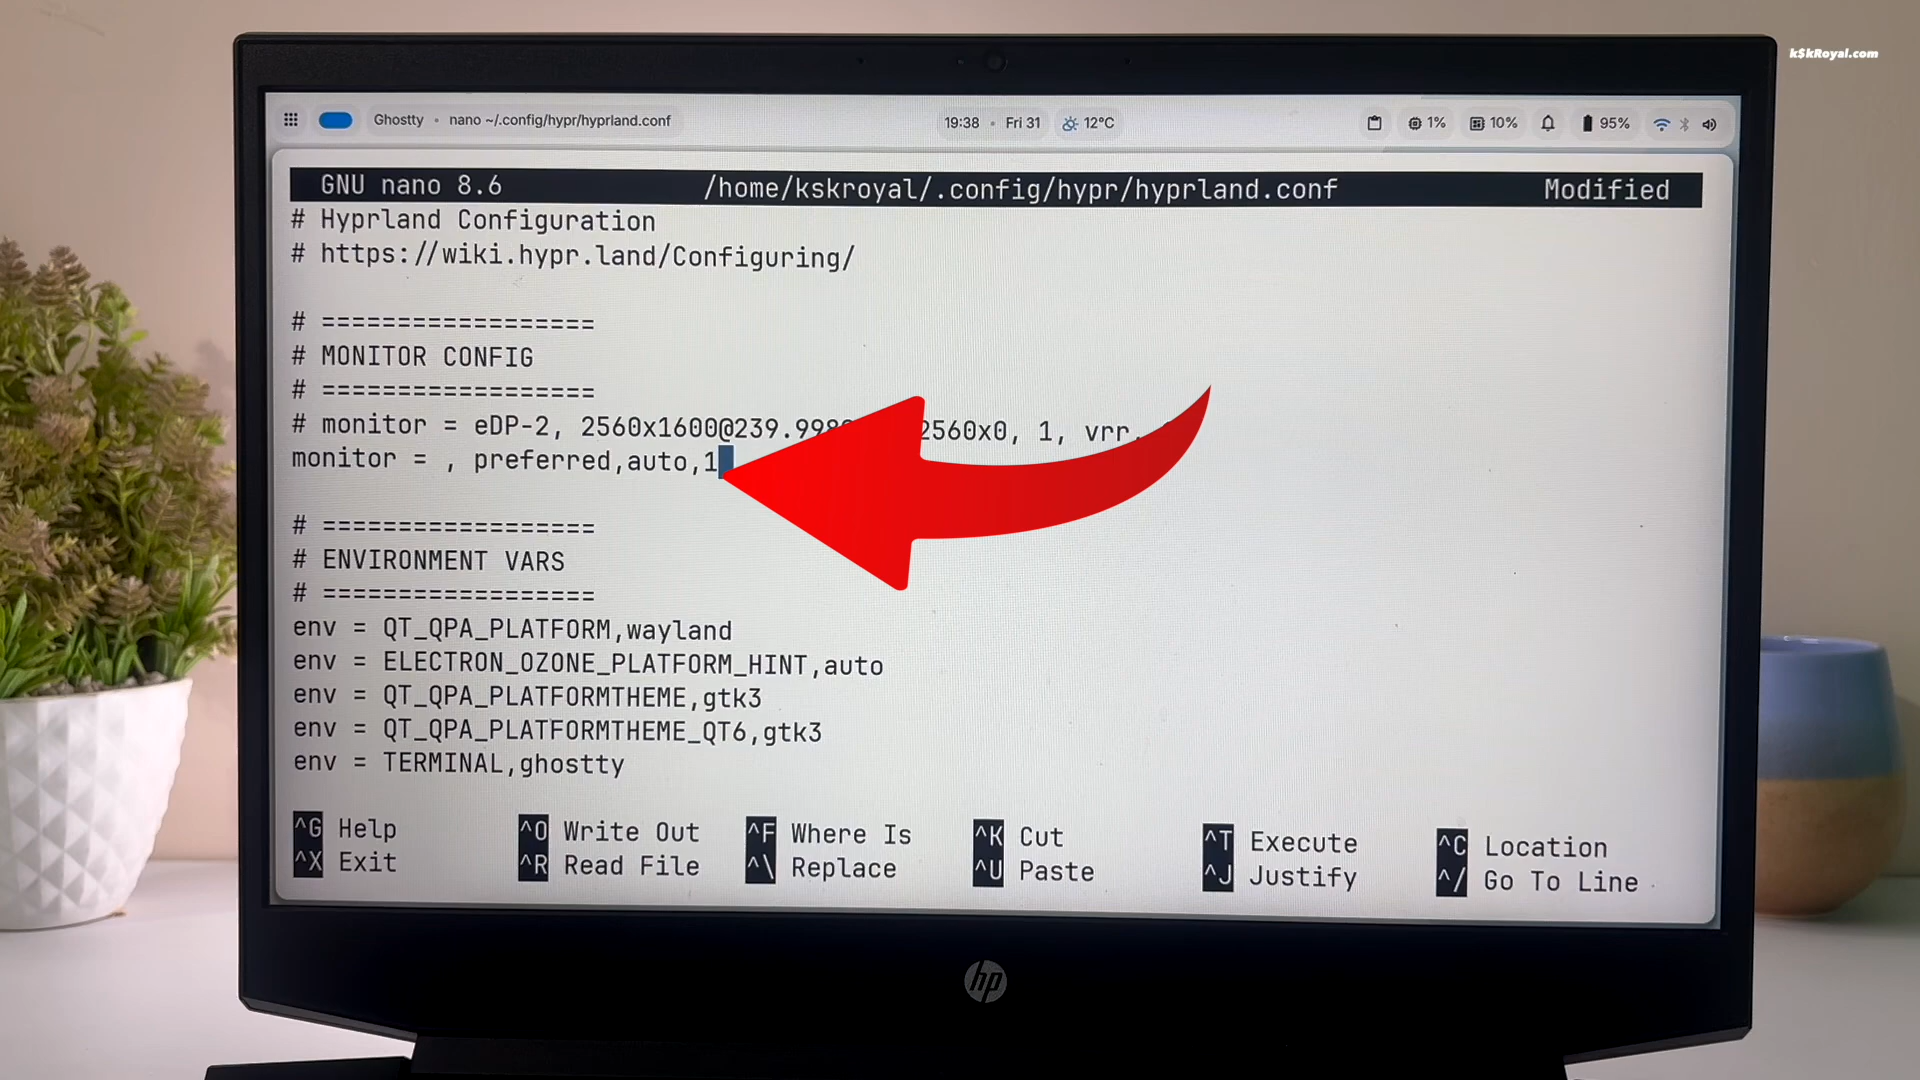 k$kRoyal.com
Ghostty • nano ~/.config/hypr/hyprland.conf
19:38 • Fri 31
12°C
1%
10%
95%
GNU nano 8.6 /home/kskroyal/.config/hypr/hyprland.conf Modified
# Hyprland Configuration
# https://wiki.hypr.land/Configuring/
# ==================
# MONITOR CONFIG
# ==================
# monitor = eDP-2, 2560x1600@239.998 2560x0, 1, vrr,
monitor = , preferred,auto,1
# ==================
# ENVIRONMENT VARS
# ==================
env = QT_QPA_PLATFORM,wayland
env = ELECTRON_OZONE_PLATFORM_HINT,auto
env = QT_QPA_PLATFORMTHEME,gtk3
env = QT_QPA_PLATFORMTHEME_QT6,gtk3
env = TERMINAL,ghostty
^G Help ^O Write Out ^F Where Is ^K Cut ^T Execute ^C Location
^X Exit ^R Read File ^\ Replace ^U Paste ^J Justify ^/ Go To Line
hp